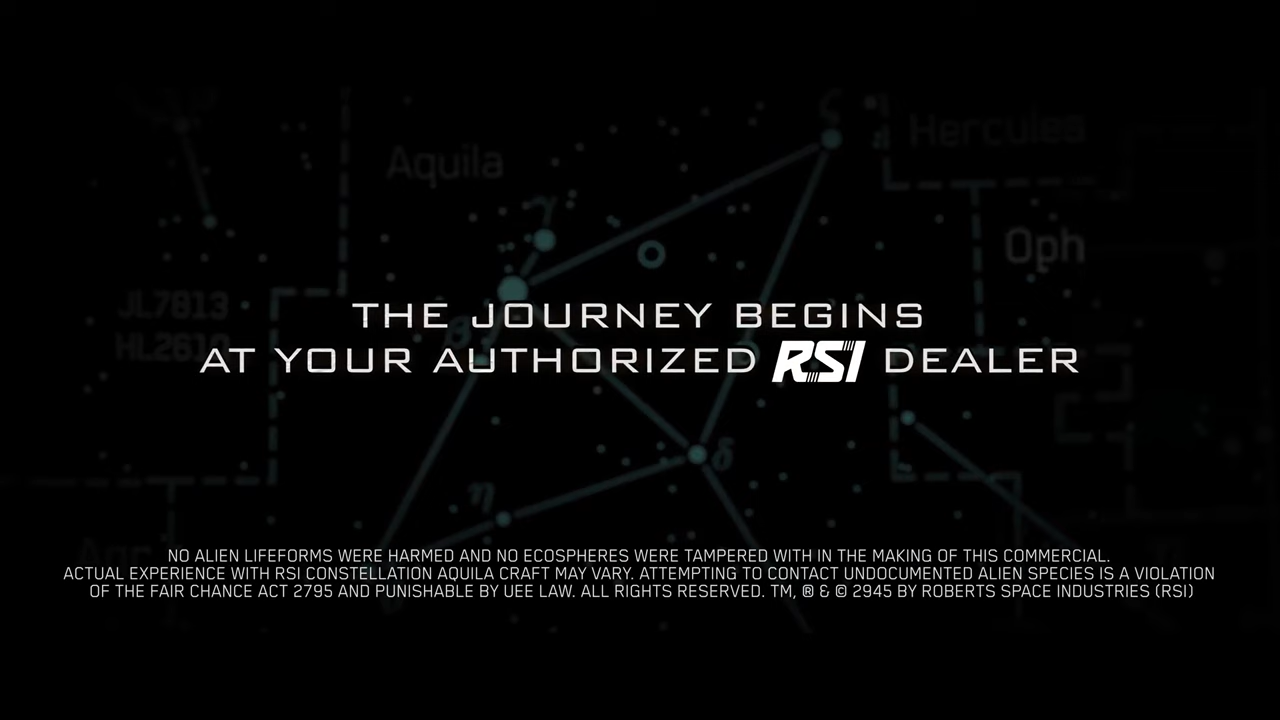 ζ
Hercules
Aquila
γ
Oph
JL7813
THE JOURNEY BEGINS
β
AT YOUR AUTHORIZED RSI DEALER
δ
η
NO ALIEN LIFEFORMS WERE HARMED AND NO ECOSPHERES WERE TAMPERED WITH IN THE MAKING OF THIS COMMERCIAL.
ACTUAL EXPERIENCE WITH RSI CONSTELLATION AQUILA CRAFT MAY VARY. ATTEMPTING TO CONTACT UNDOCUMENTED ALIEN SPECIES IS A VIOLATION
OF THE FAIR CHANCE ACT 2795 AND PUNISHABLE BY UEE LAW. ALL RIGHTS RESERVED. TM, ® & © 2945 BY ROBERTS SPACE INDUSTRIES (RSI)